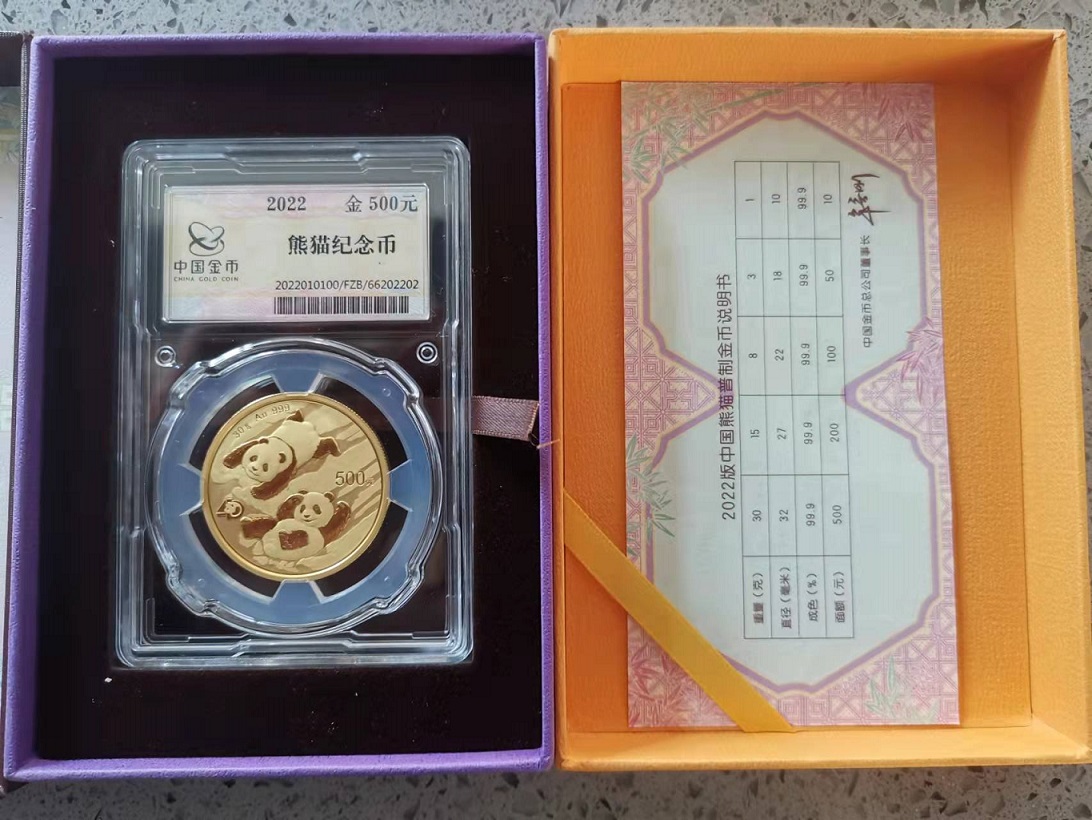 2022 金 500元
中国金币
CHINA GOLD COIN
熊猫纪念币
2022010100/FZB/66202202
30g Au 999
500元
2022版中国熊猫普制金币说明书
重量(克) 30 15 8 3 1
直径(毫米) 32 27 22 18 10
成色(%) 99.9 99.9 99.9 99.9 99.9
面额(元) 500 200 100 50 10
中国金币总公司董事长